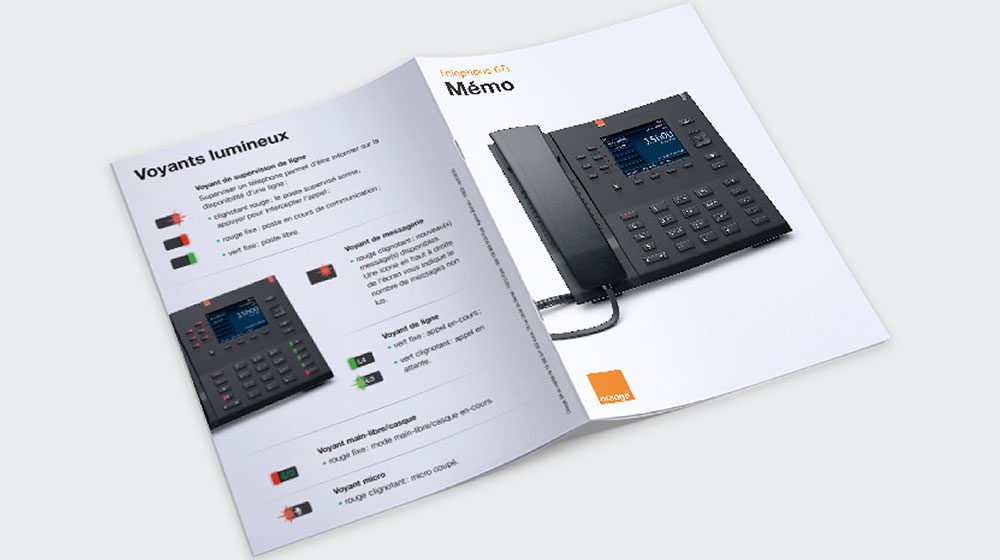 Voyants lumineux
Voyant de supervision de ligne
Superviser un téléphone permet d'être informer sur la
disponibilité d'une ligne :
• clignotant rouge : le poste supervisé sonne,
appuyer pour intercepter l'appel ;
• rouge fixe : poste en cours de communication ;
• vert fixe : poste libre.
Voyant de messagerie
• rouge clignotant : nouveau(x)
message(s) disponibles.
Une icone en haut à droite
de l'écran vous indique le
nombre de messages non
lus.
15h00
Voyant de ligne
• vert fixe : appel en-cours ;
• vert clignotant : appel en
attente.
L4
L3
Voyant main-libre/casque
• rouge fixe : mode main-libre/casque en-cours.
Voyant micro
• rouge clignotant : micro coupé.
téléphone
Mémo
15h00
orange